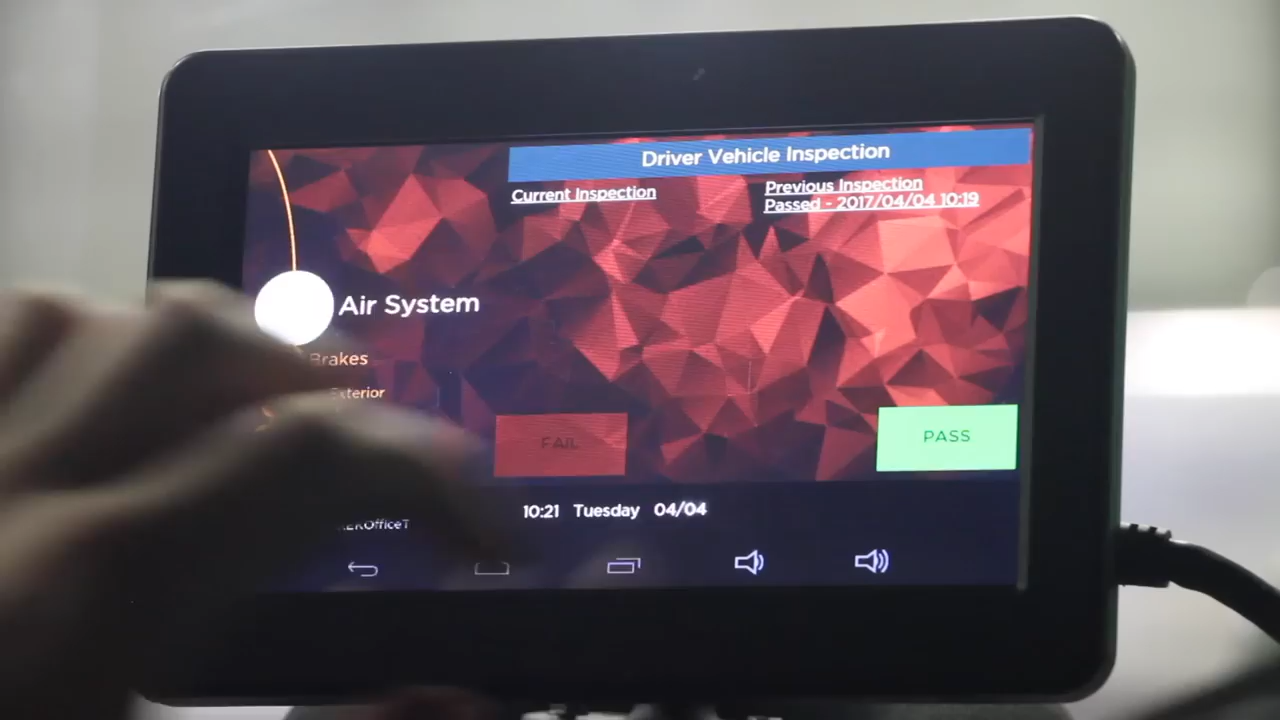 Driver Vehicle Inspection
Current Inspection
Previous Inspection
Passed - 2017/04/04 10:19
Air System
Brakes
Exterior
FAIL
PASS
10:21 Tuesday 04/04